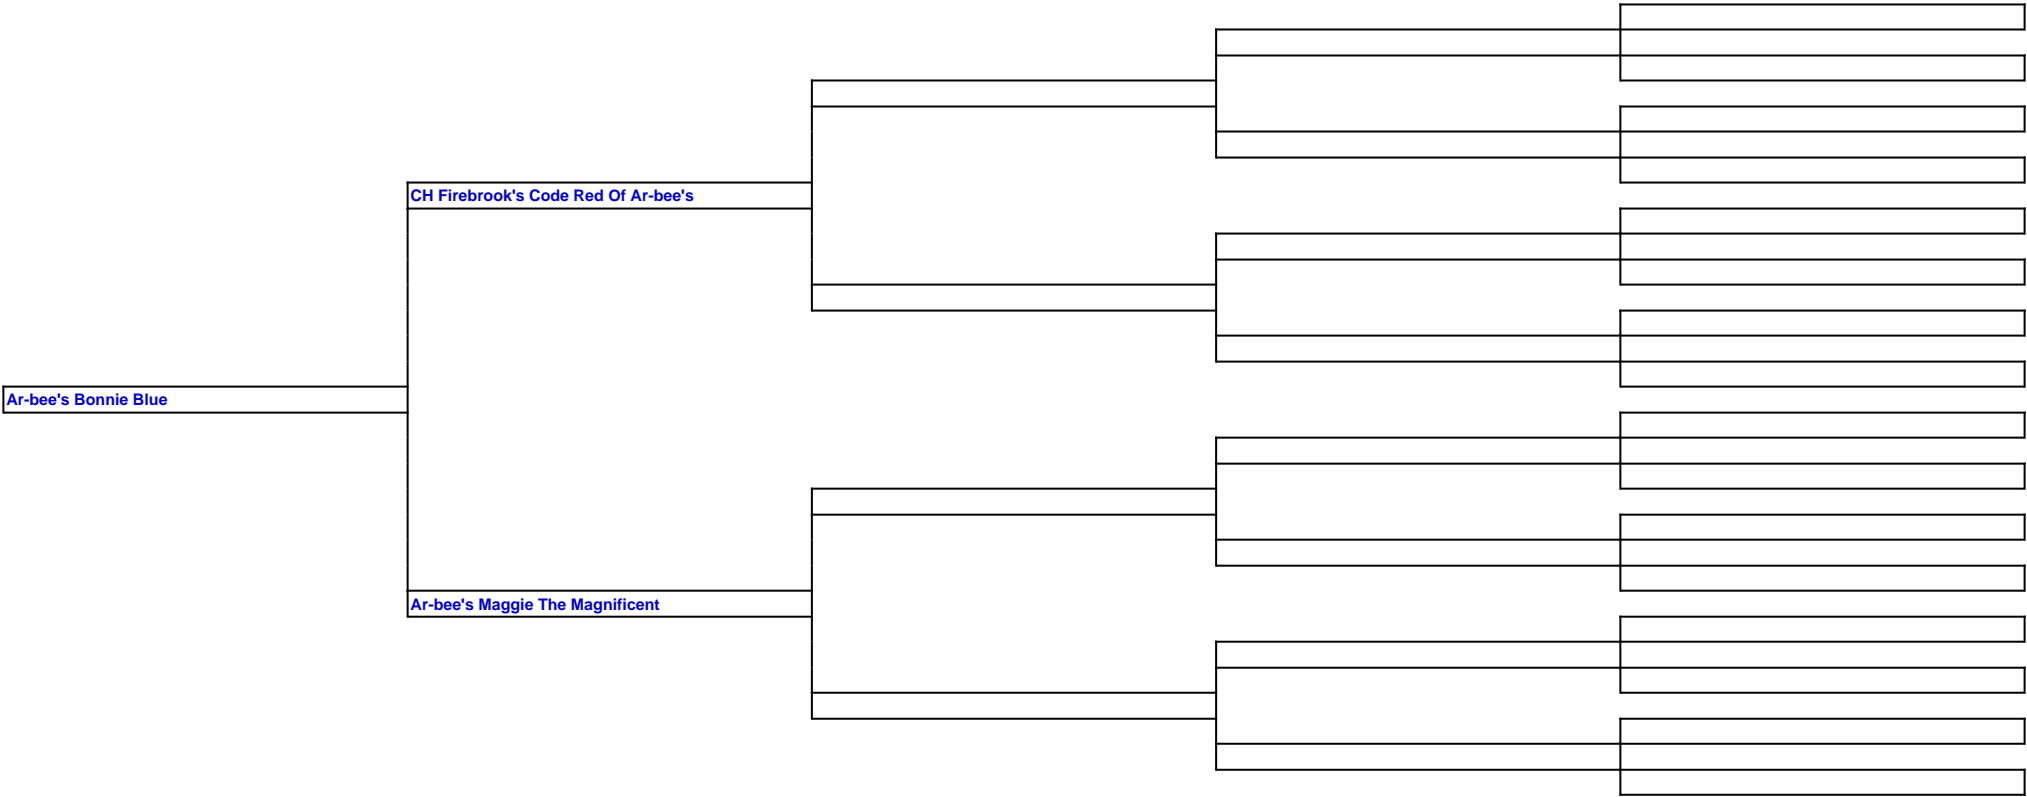 CH Firebrook's Code Red Of Ar-bee's
Ar-bee's Bonnie Blue
Ar-bee's Maggie The Magnificent